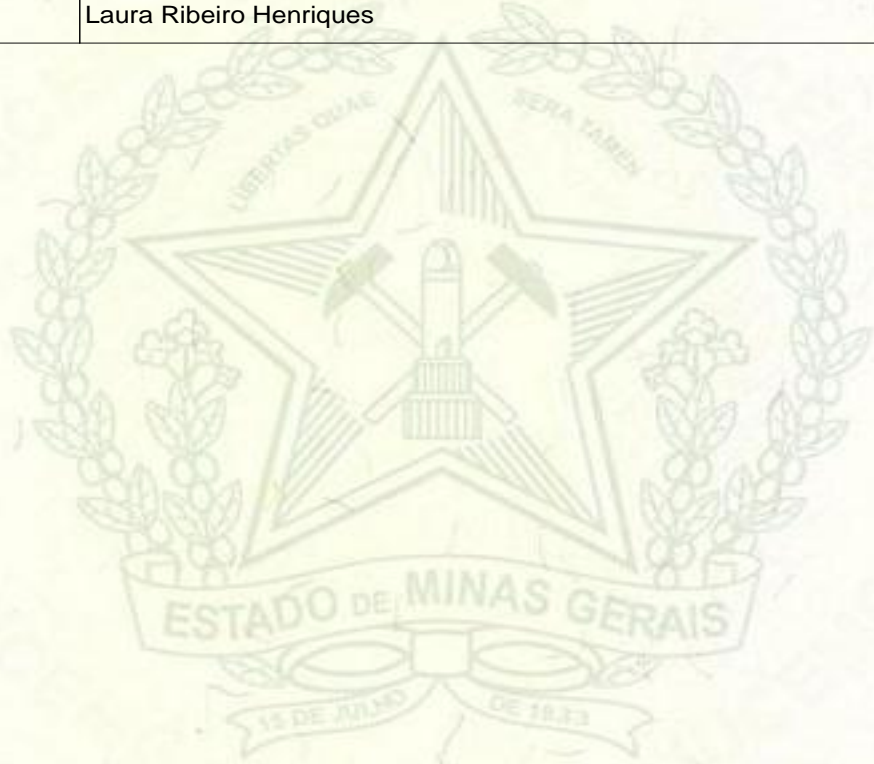 Laura Ribeiro Henriques
LIBERTAS QUAE
SERA TAMEN
ESTADO DE MINAS GERAIS
15 DE JULHO
DE 1933